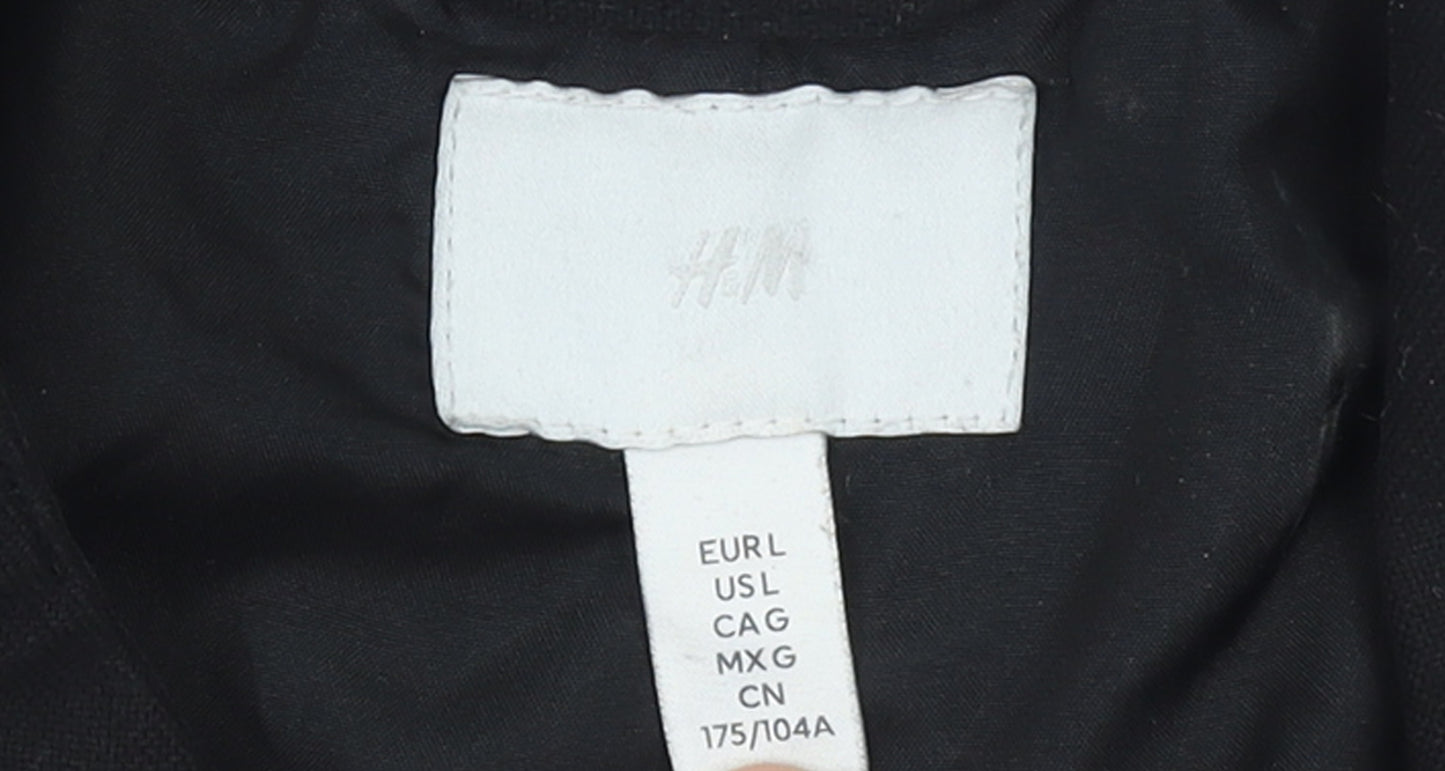 H&M
EUR L
US L
CA G
MX G
CN
175/104A